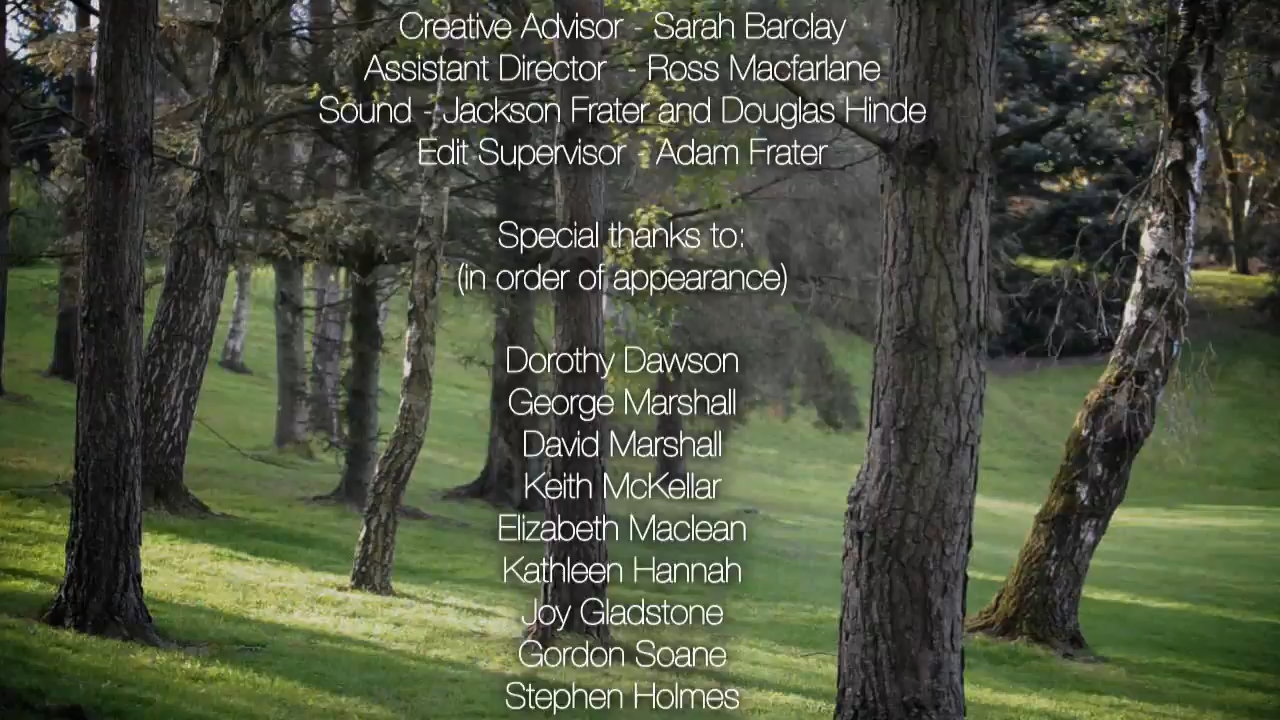 Creative Advisor - Sarah Barclay
Assistant Director - Ross Macfarlane
Sound - Jackson Frater and Douglas Hinde
Edit Supervisor - Adam Frater
Special thanks to:
(in order of appearance)
Dorothy Dawson
George Marshall
David Marshall
Keith McKellar
Elizabeth Maclean
Kathleen Hannah
Joy Gladstone
Gordon Soane
Stephen Holmes